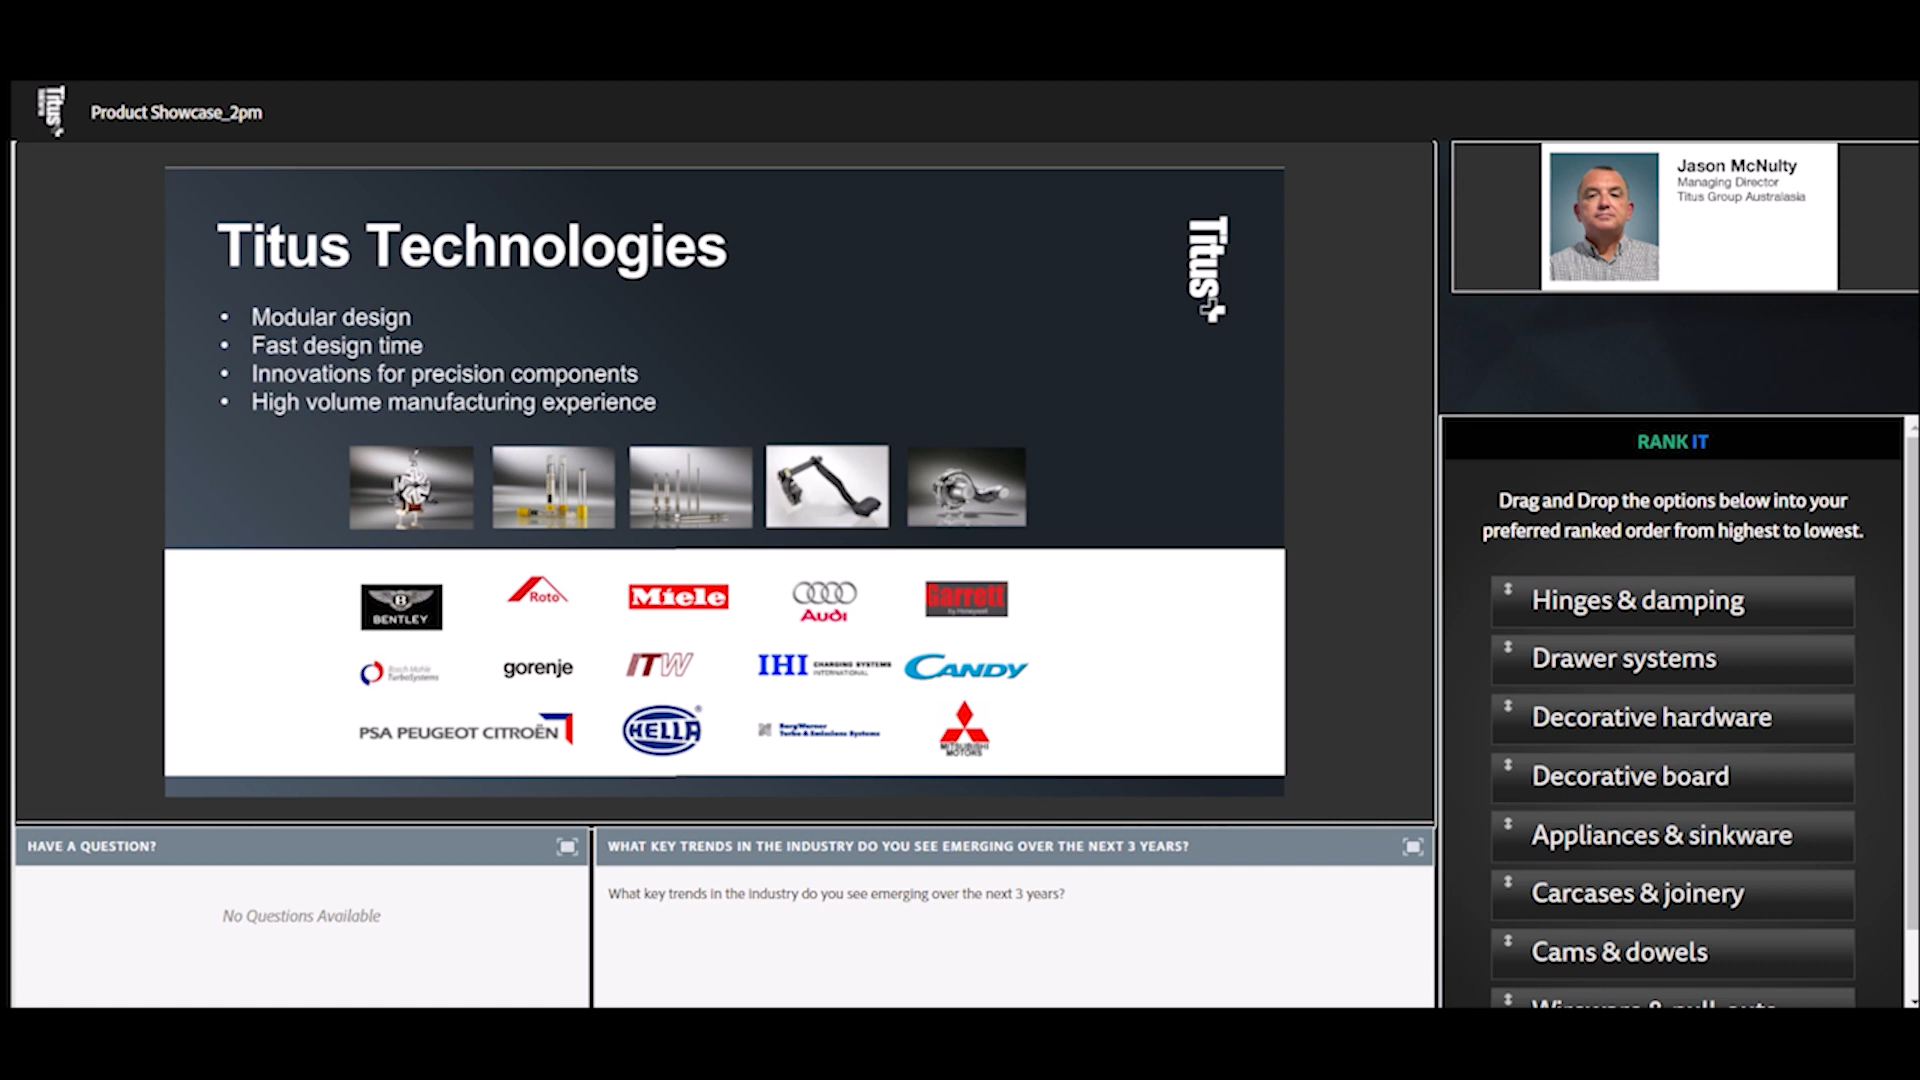 Titus+
Product Showcase_2pm
Titus Technologies
• Modular design
• Fast design time
• Innovations for precision components
• High volume manufacturing experience
Titus+
B
BENTLEY
Roto
Miele
Audi
Garrett
by Honeywell
Bosch Mahle
TurboSystems
gorenje
ITW
IHI CHARGING SYSTEMS
INTERNATIONAL
CANDY
PSA PEUGEOT CITROËN
HELLA
BorgWarner
Turbo & Emissions Systems
MITSUBISHI
MOTORS
Jason McNulty
Managing Director
Titus Group Australasia
RANK IT
Drag and Drop the options below into your
preferred ranked order from highest to lowest.
Hinges & damping
Drawer systems
Decorative hardware
Decorative board
Appliances & sinkware
Carcases & joinery
Cams & dowels
HAVE A QUESTION?
No Questions Available
WHAT KEY TRENDS IN THE INDUSTRY DO YOU SEE EMERGING OVER THE NEXT 3 YEARS?
What key trends in the industry do you see emerging over the next 3 years?